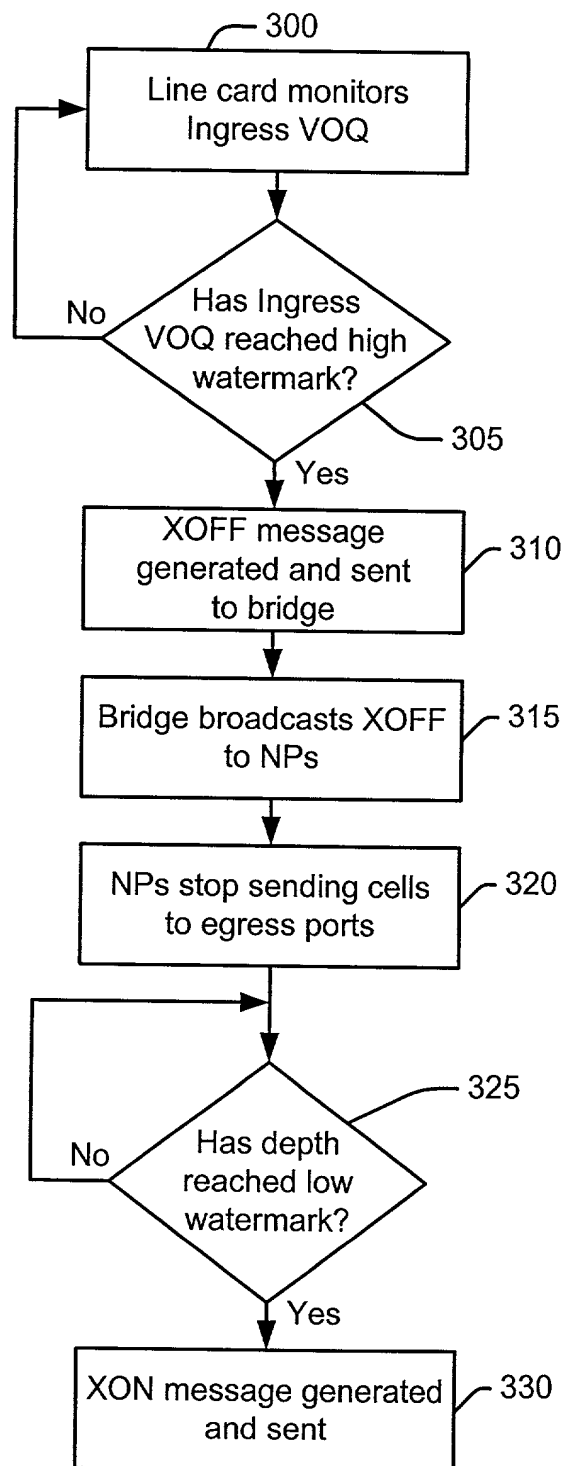 300
Line card monitors
Ingress VOQ
No
Has Ingress
VOQ reached high
watermark?
305
Yes
XOFF message
generated and sent
to bridge
310
Bridge broadcasts XOFF
to NPs
315
NPs stop sending cells
to egress ports
320
325
No
Has depth
reached low
watermark?
Yes
XON message generated
and sent
330